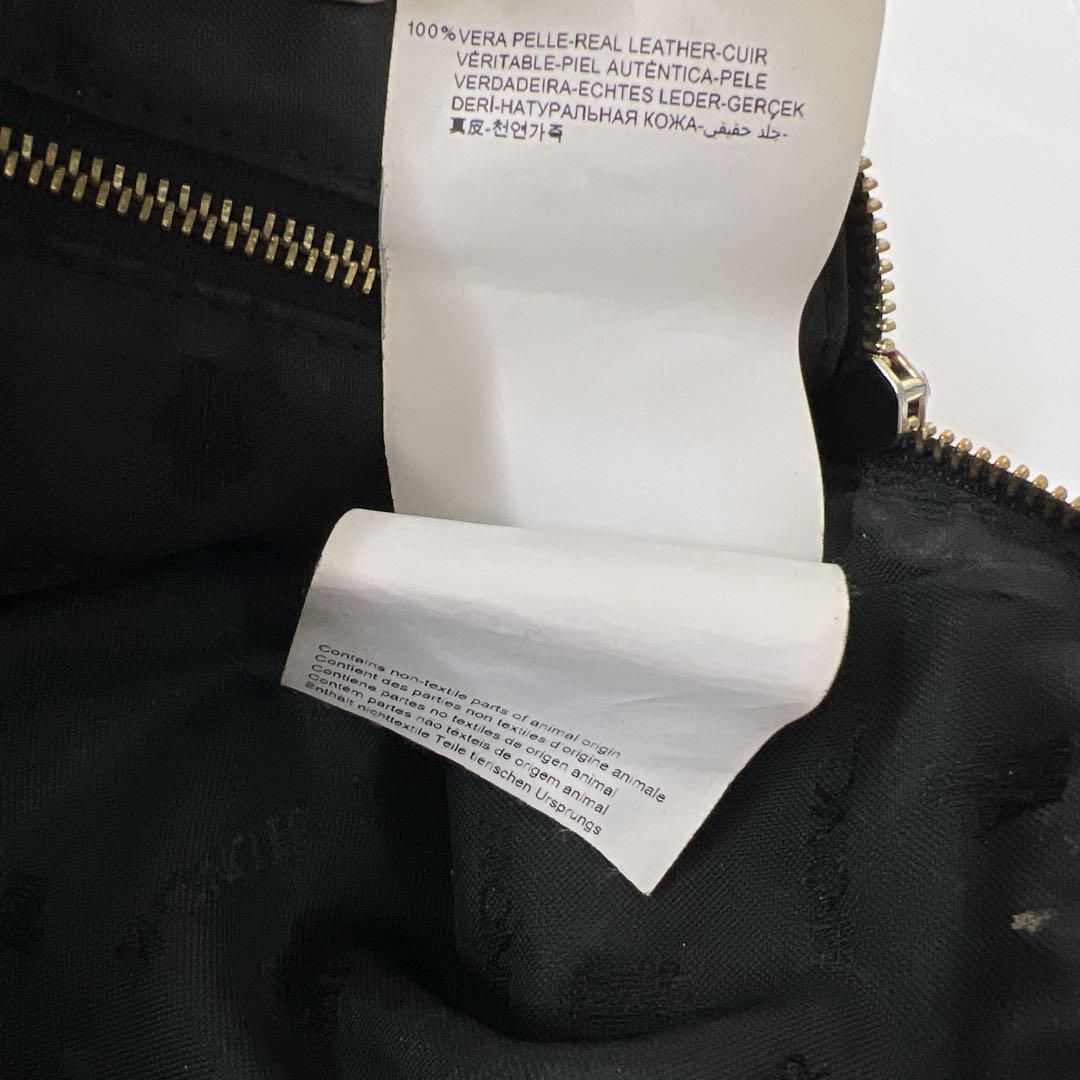 100% VERA PELLE-REAL LEATHER-CUIR
VÉRITABLE-PIEL AUTÉNTICA-PELE
VERDADEIRA-ECHTES LEDER-GERÇEK
DERİ-НАТУРАЛЬНАЯ КОЖА-جلد حقيقي-
真皮-천연가죽
Contains non-textile parts of animal origin
Contient des parties non textiles d'origine animale
Contiene partes no textiles de origen animal
Contém partes nao têxteis de origem animal
Enthält nichttextile Teile tierischen Ursprungs